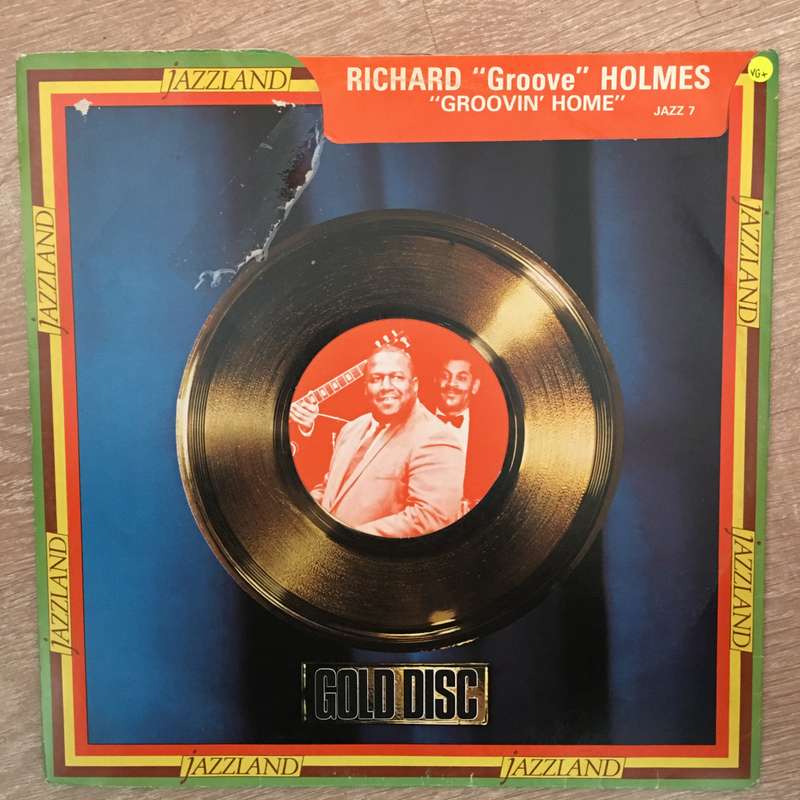 JAZZLAND
RICHARD "Groove" HOLMES
"GROOVIN' HOME"
JAZZ 7
VG+
JAZZLAND
JAZZLAND
JAZZLAND
JAZZLAND
GOLD DISC
JAZZLAND
JAZZLAND